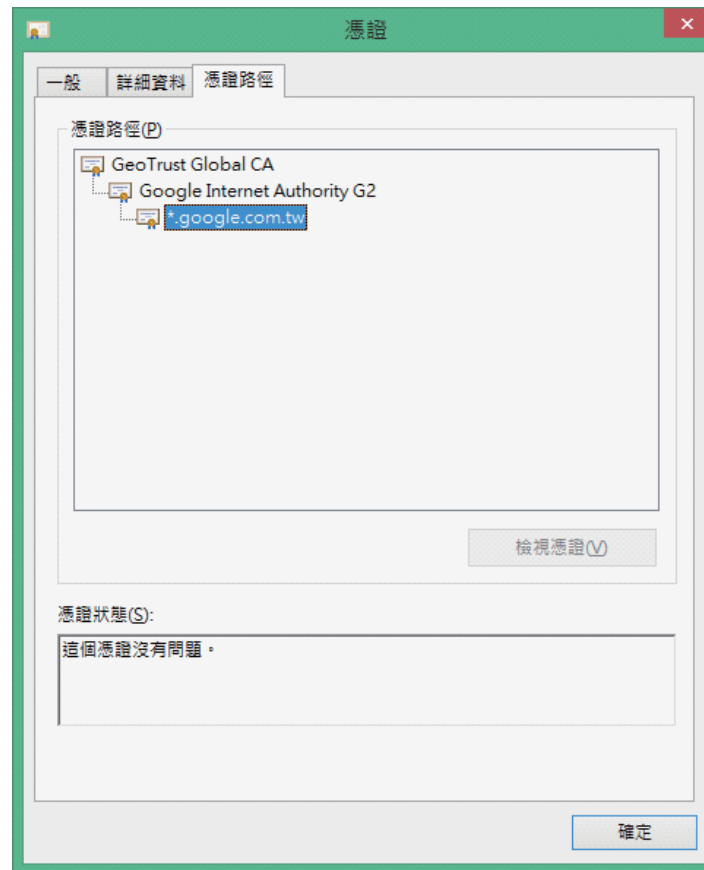 憑證
一般 詳細資料 憑證路徑
憑證路徑(P)
GeoTrust Global CA
Google Internet Authority G2
*.google.com.tw
檢視憑證(V)
憑證狀態(S):
這個憑證沒有問題。
確定